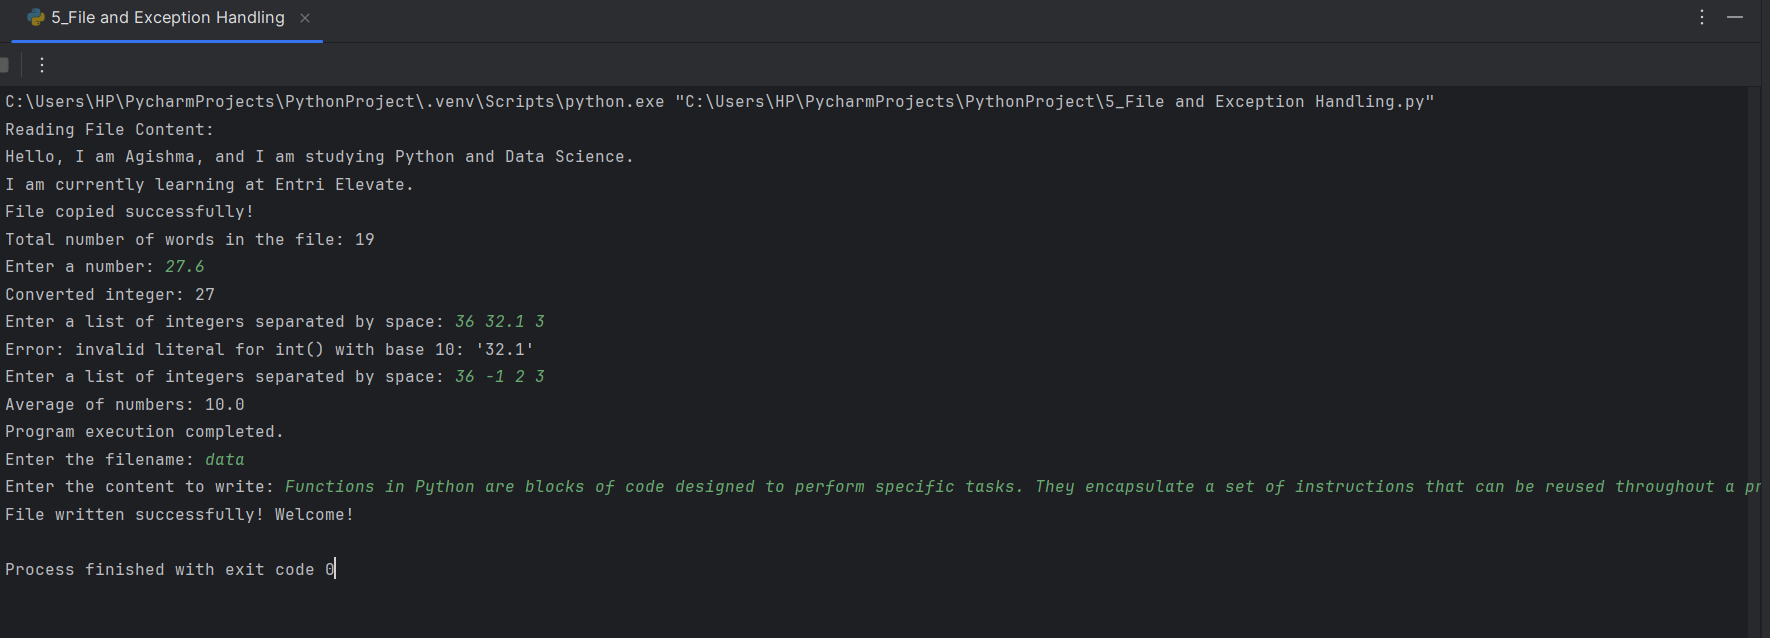 5_File and Exception Handling
C:\Users\HP\PycharmProjects\PythonProject\.venv\Scripts\python.exe "C:\Users\HP\PycharmProjects\PythonProject\5_File and Exception Handling.py"
Reading File Content:
Hello, I am Agishma, and I am studying Python and Data Science.
I am currently learning at Entri Elevate.
File copied successfully!
Total number of words in the file: 19
Enter a number: 27.6
Converted integer: 27
Enter a list of integers separated by space: 36 32.1 3
Error: invalid literal for int() with base 10: '32.1'
Enter a list of integers separated by space: 36 -1 2 3
Average of numbers: 10.0
Program execution completed.
Enter the filename: data
Enter the content to write: Functions in Python are blocks of code designed to perform specific tasks. They encapsulate a set of instructions that can be reused throughout a
File written successfully! Welcome!
Process finished with exit code 0